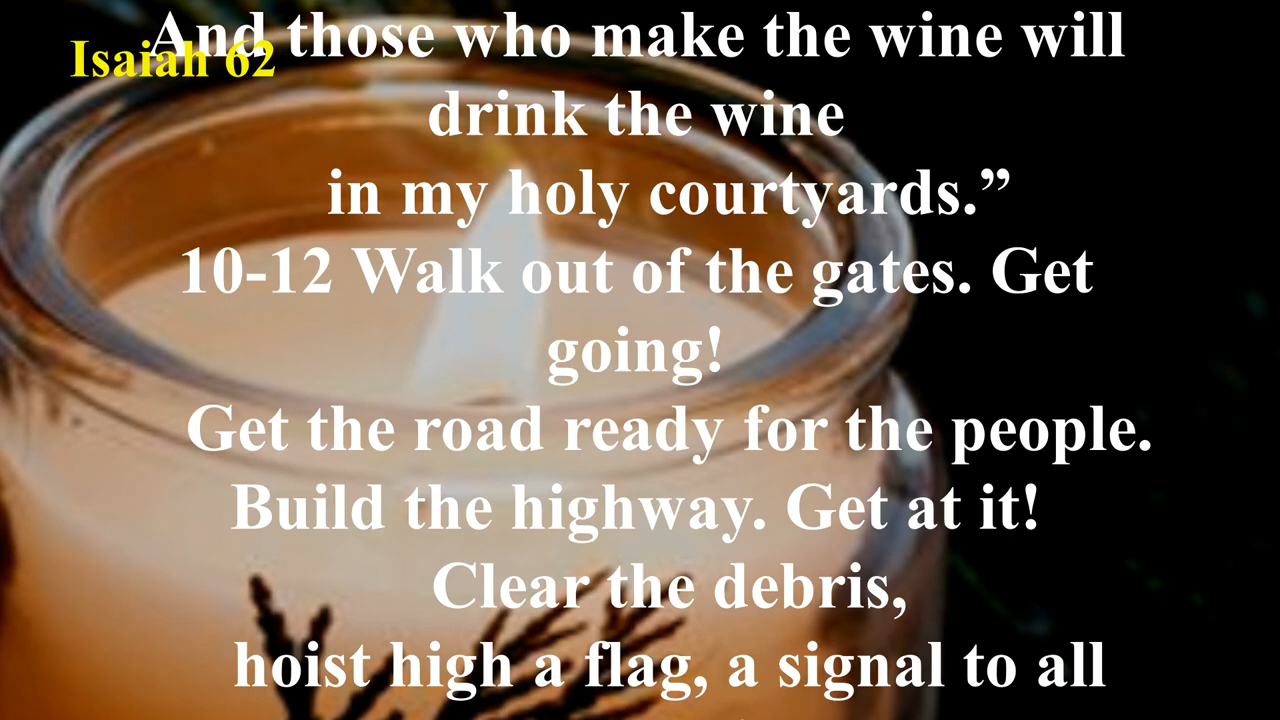 Isaiah 62
And those who make the wine will
drink the wine
in my holy courtyards.”
10-12 Walk out of the gates. Get
going!
Get the road ready for the people.
Build the highway. Get at it!
Clear the debris,
hoist high a flag, a signal to all